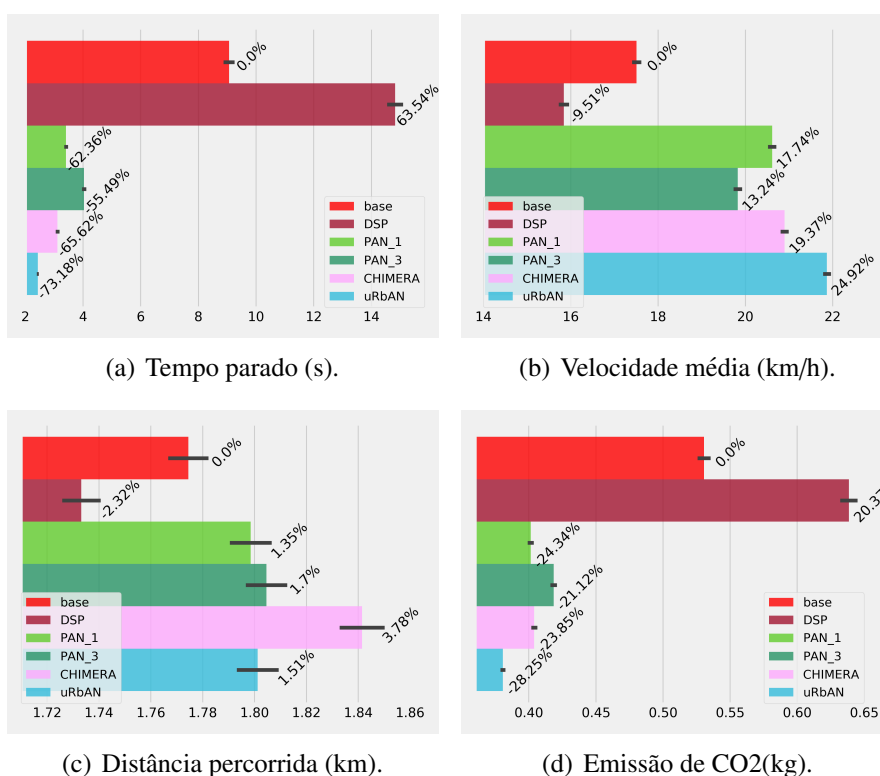 0.0%
63.54%
-62.36%
-55.49%
-65.62%
-73.18%
base
DSP
PAN_1
PAN_3
CHIMERA
uRbAN
2 4 6 8 10 12 14
(a) Tempo parado (s).
0.0%
-9.51%
17.74%
13.24%
19.37%
24.92%
base
DSP
PAN_1
PAN_3
CHIMERA
uRbAN
14 16 18 20 22
(b) Velocidade média (km/h).
0.0%
-2.32%
1.35%
1.7%
3.78%
1.51%
base
DSP
PAN_1
PAN_3
CHIMERA
uRbAN
1.72 1.74 1.76 1.78 1.80 1.82 1.84 1.86
(c) Distância percorrida (km).
0.0%
-24.34%
-21.12%
-23.85%
-28.25%
base
DSP
PAN_1
PAN_3
CHIMERA
uRbAN
0.40 0.45 0.50 0.55 0.60 0.65
(d) Emissão de CO2(kg).